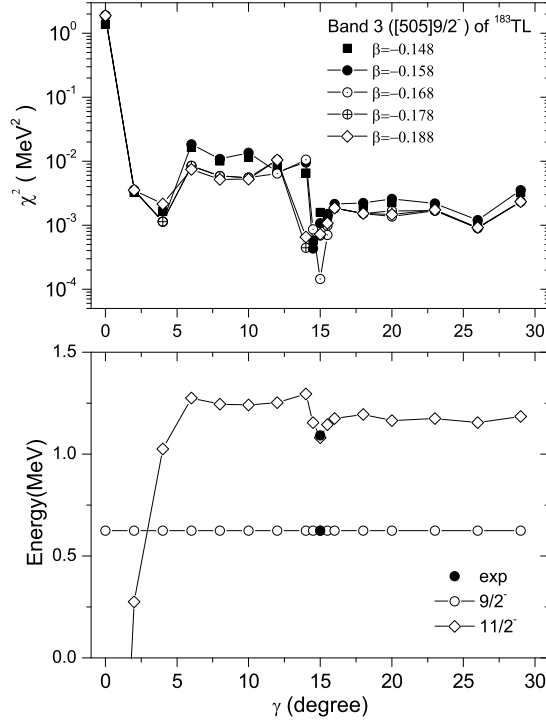 Band 3 ([505]9/2⁻) of ¹⁸³TL
β=−0.148
β=−0.158
β=−0.168
β=−0.178
β=−0.188
χ² ( MeV²)
10⁰
10⁻¹
10⁻²
10⁻³
10⁻⁴
0 5 10 15 20 25 30
Energy(MeV)
1.5
1.0
0.5
0.0
exp
9/2⁻
11/2⁻
0 5 10 15 20 25 30
γ (degree)